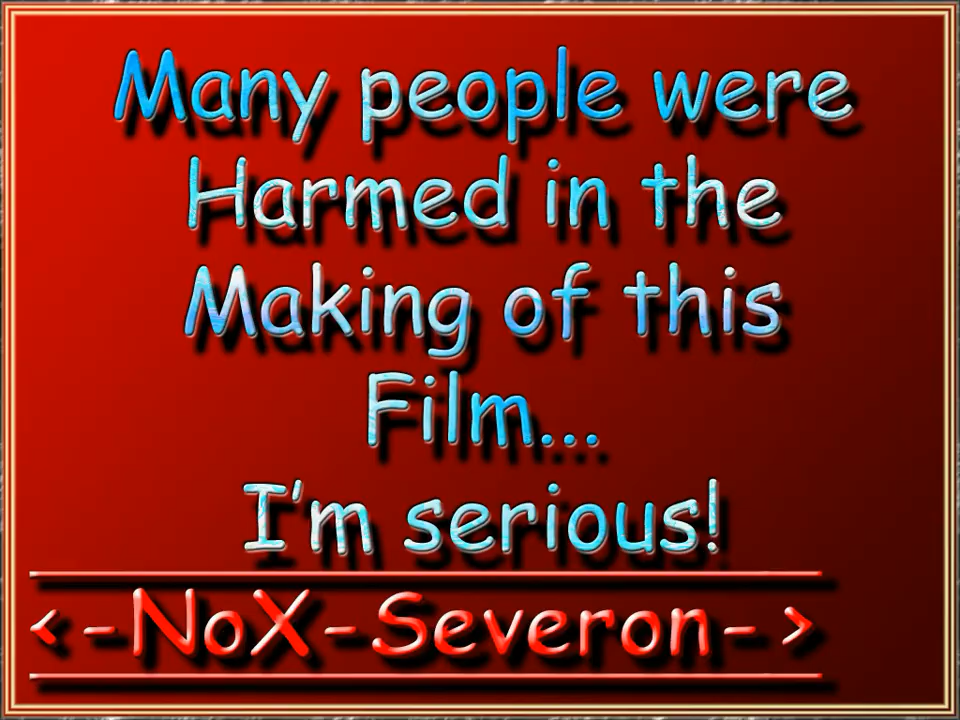 Many people were
Harmed in the
Making of this
Film...
I'm serious!
<-NoX-Severon->